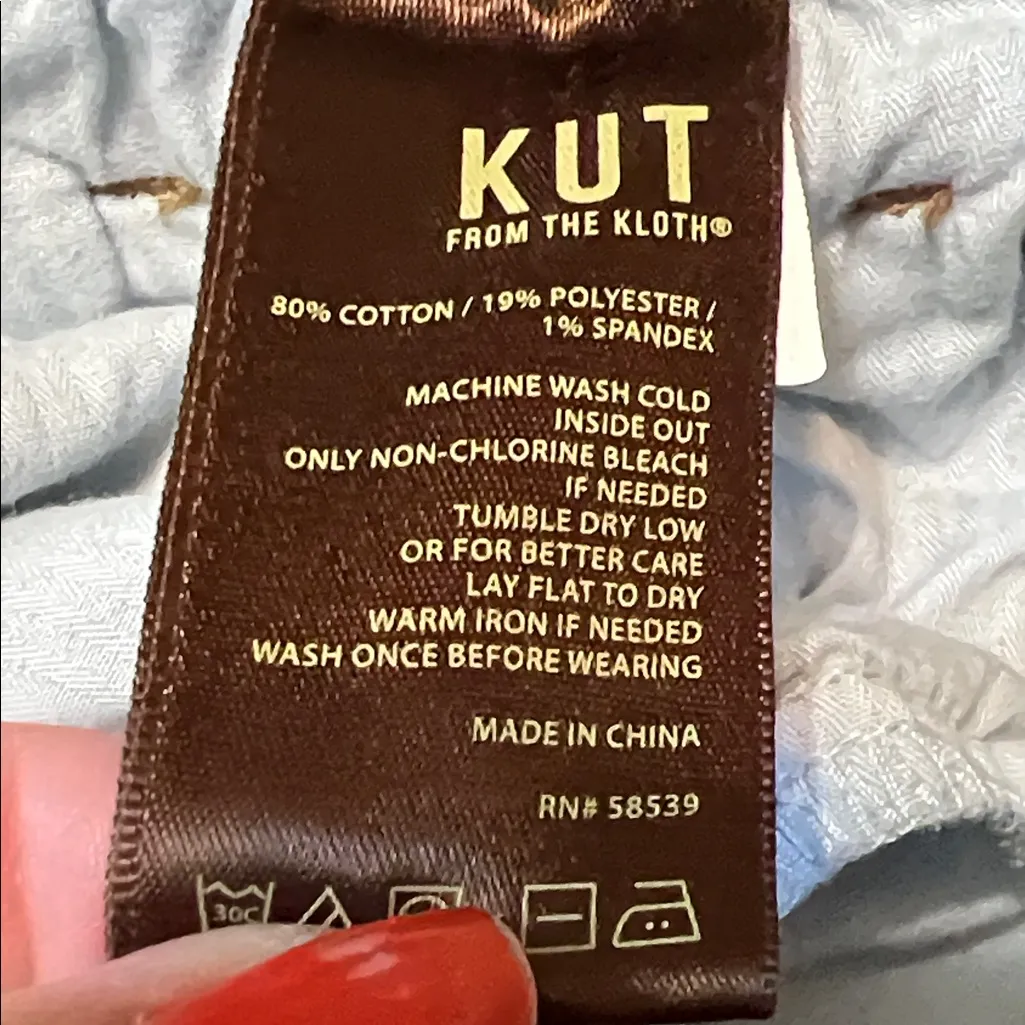 KUT
FROM THE KLOTH®
80% COTTON / 19% POLYESTER /
1% SPANDEX
MACHINE WASH COLD
INSIDE OUT
ONLY NON-CHLORINE BLEACH
IF NEEDED
TUMBLE DRY LOW
OR FOR BETTER CARE
LAY FLAT TO DRY
WARM IRON IF NEEDED
WASH ONCE BEFORE WEARING
MADE IN CHINA
RN# 58539
30C